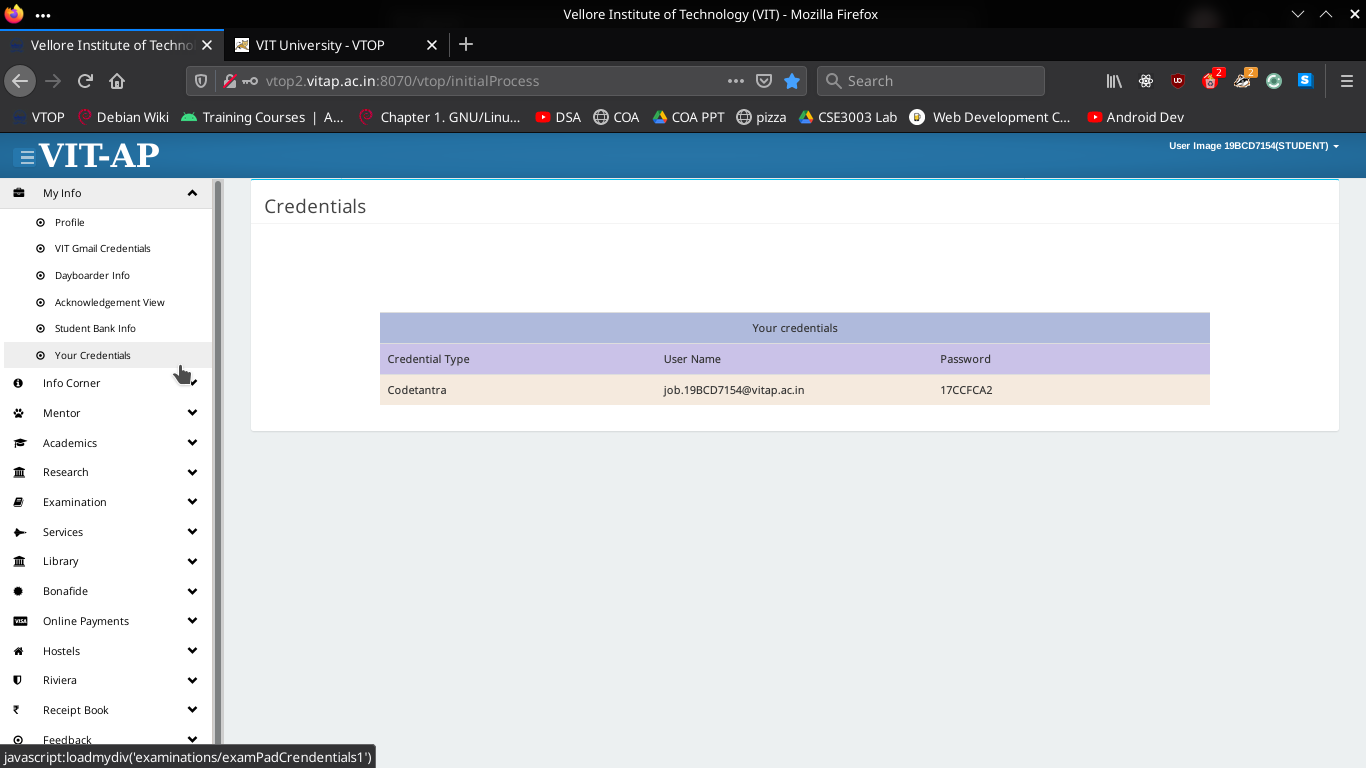 Vellore Institute of Technology (VIT) - Mozilla Firefox
Vellore Institute of Techno
VIT University - VTOP
vtop2.vitap.ac.in:8070/vtop/initialProcess
Search
2
2
VTOP
Debian Wiki
Training Courses | A...
Chapter 1. GNU/Linu...
DSA
COA
COA PPT
pizza
CSE3003 Lab
Web Development C...
Android Dev
VIT-AP
User Image 19BCD7154(STUDENT)
My Info
Profile
VIT Gmail Credentials
Dayboarder Info
Acknowledgement View
Student Bank Info
Your Credentials
Info Corner
Mentor
Academics
Research
Examination
Services
Library
Bonafide
Online Payments
Hostels
Riviera
Receipt Book
Feedback
Credentials
Your credentials
Credential Type User Name Password
Codetantra job.19BCD7154@vitap.ac.in 17CCFCA2
javascript:loadmydiv('examinations/examPadCrendentials1')